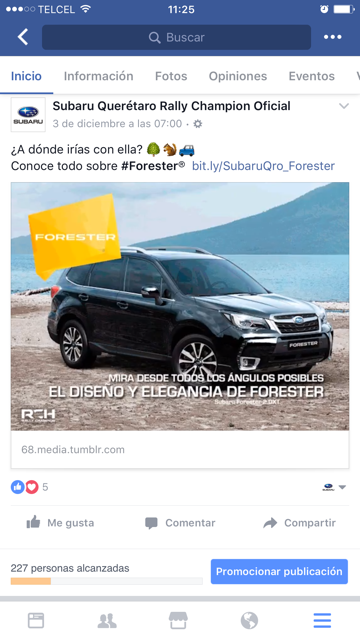 TELCEL 11:25
Buscar
Inicio Información Fotos Opiniones Eventos
SUBARU
Subaru Querétaro Rally Champion Oficial
3 de diciembre a las 07:00 ·
¿A dónde irías con ella?
Conoce todo sobre #Forester® bit.ly/SubaruQro_Forester
FORESTER
FORESTER
MIRA DESDE TODOS LOS ÁNGULOS POSIBLES
EL DISEÑO Y ELEGANCIA DE FORESTER
RCH
68.media.tumblr.com
5
Me gusta Comentar Compartir
227 personas alcanzadas
Promocionar publicación